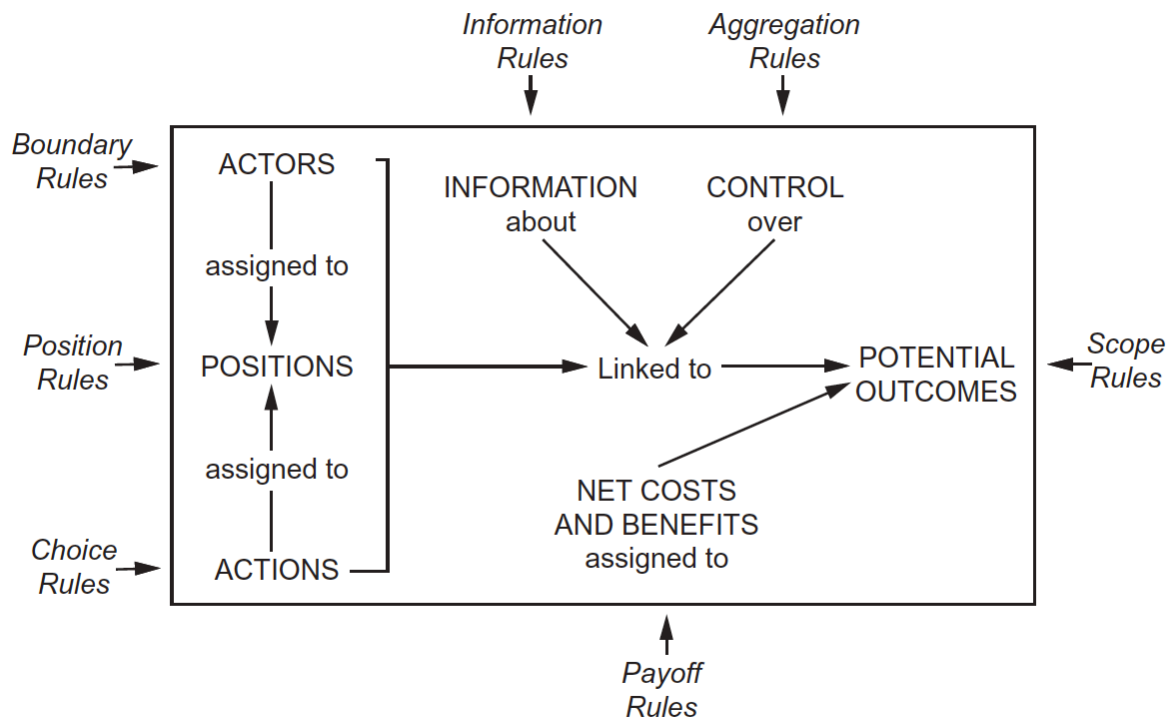 Information
Rules
Aggregation
Rules
Boundary
Rules
ACTORS
INFORMATION
about
CONTROL
over
assigned to
Position
Rules
POSITIONS
Linked to
POTENTIAL
OUTCOMES
Scope
Rules
assigned to
NET COSTS
AND BENEFITS
assigned to
Choice
Rules
ACTIONS
Payoff
Rules